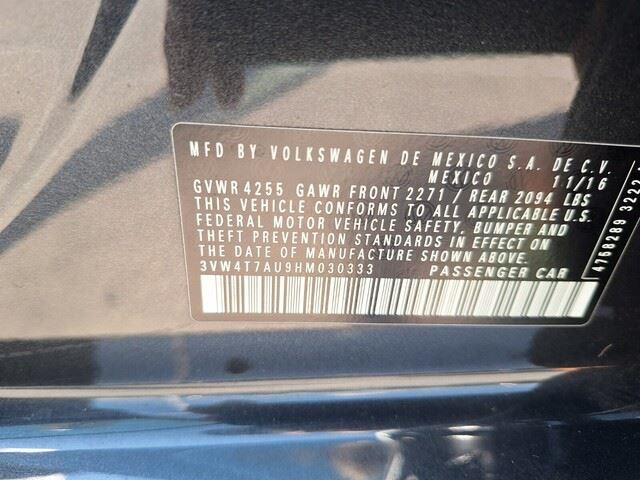 MFD BY VOLKSWAGEN DE MEXICO S.A. DE C.V.
MEXICO 11/16
GVWR 4255 GAWR FRONT 2271 / REAR 2094 LBS
THIS VEHICLE CONFORMS TO ALL APPLICABLE U.S.
FEDERAL MOTOR VEHICLE SAFETY, BUMPER AND
THEFT PREVENTION STANDARDS IN EFFECT ON
THE DATE OF MANUFACTURE SHOWN ABOVE.
3VW4T7AU9HM030333 PASSENGER CAR
4758289 3222